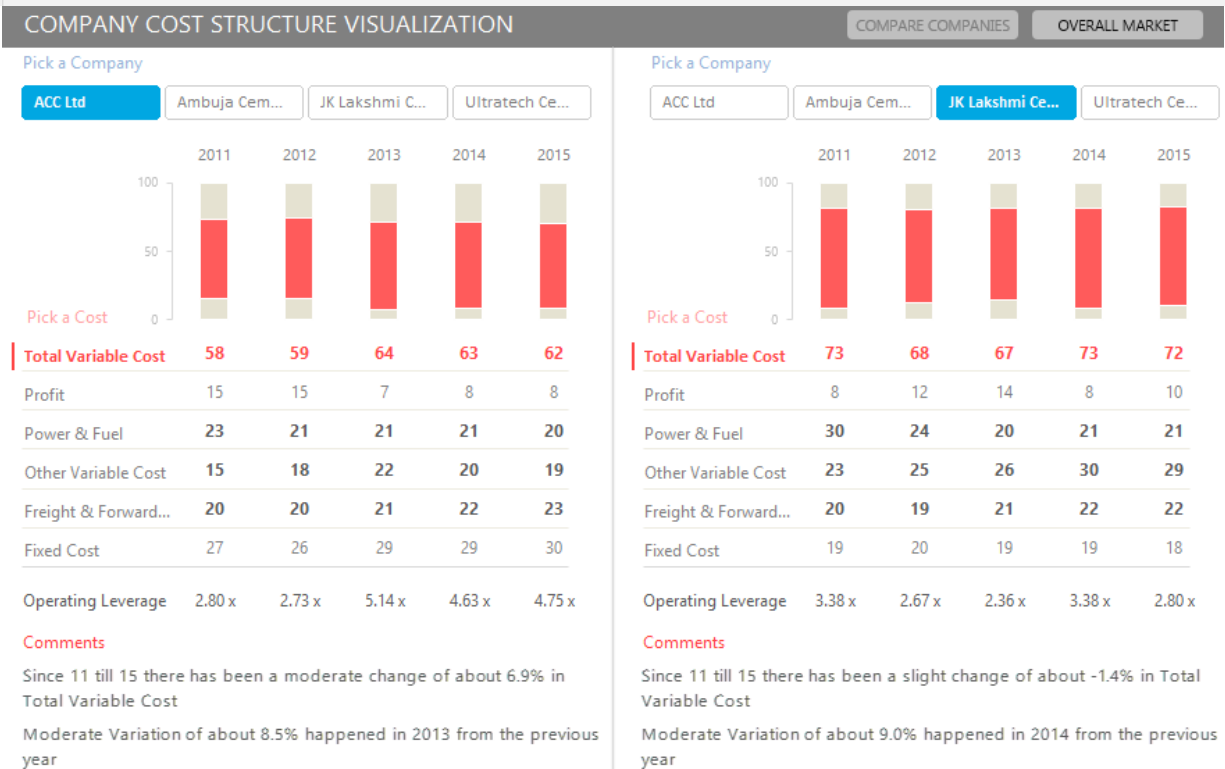 COMPANY COST STRUCTURE VISUALIZATION
COMPARE COMPANIES
OVERALL MARKET
Pick a Company
ACC Ltd Ambuja Cem... JK Lakshmi C... Ultratech Ce...
2011 2012 2013 2014 2015
100
50
Pick a Cost 0
Total Variable Cost 58 59 64 63 62
Profit 15 15 7 8 8
Power & Fuel 23 21 21 21 20
Other Variable Cost 15 18 22 20 19
Freight & Forward... 20 20 21 22 23
Fixed Cost 27 26 29 29 30
Operating Leverage 2.80 x 2.73 x 5.14 x 4.63 x 4.75 x
Comments
Since 11 till 15 there has been a moderate change of about 6.9% in
Total Variable Cost
Moderate Variation of about 8.5% happened in 2013 from the previous
year
Pick a Company
ACC Ltd Ambuja Cem... JK Lakshmi Ce... Ultratech Ce...
2011 2012 2013 2014 2015
100
50
Pick a Cost 0
Total Variable Cost 73 68 67 73 72
Profit 8 12 14 8 10
Power & Fuel 30 24 20 21 21
Other Variable Cost 23 25 26 30 29
Freight & Forward... 20 19 21 22 22
Fixed Cost 19 20 19 19 18
Operating Leverage 3.38 x 2.67 x 2.36 x 3.38 x 2.80 x
Comments
Since 11 till 15 there has been a slight change of about -1.4% in Total
Variable Cost
Moderate Variation of about 9.0% happened in 2014 from the previous
year